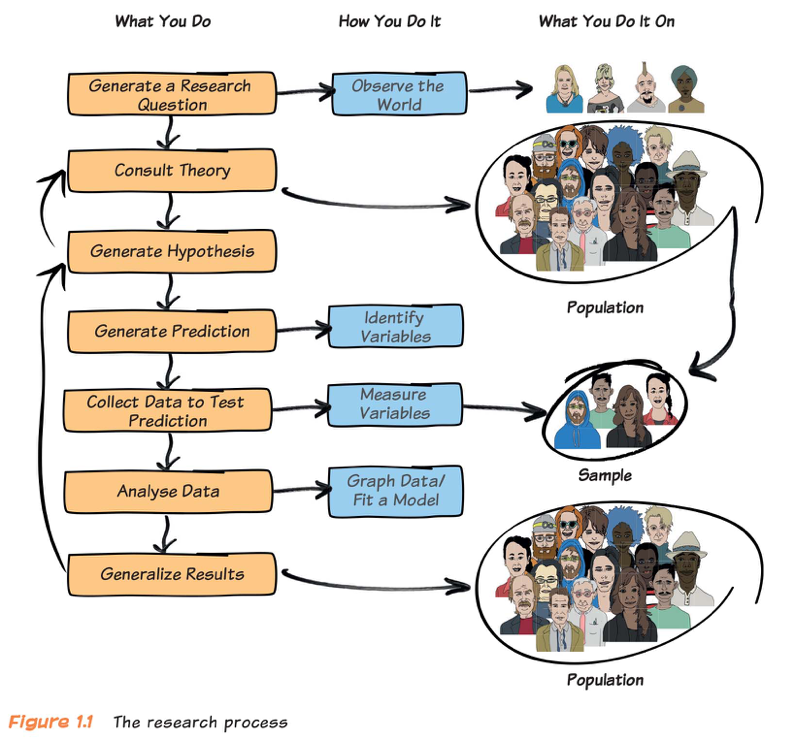 What You Do
How You Do It
What You Do It On
Generate a Research
Question
Observe the
World
Consult Theory
Generate Hypothesis
Population
Generate Prediction
Identify
Variables
Collect Data to Test
Prediction
Measure
Variables
Sample
Analyse Data
Graph Data/
Fit a Model
Generalize Results
Population
Figure 1.1 The research process